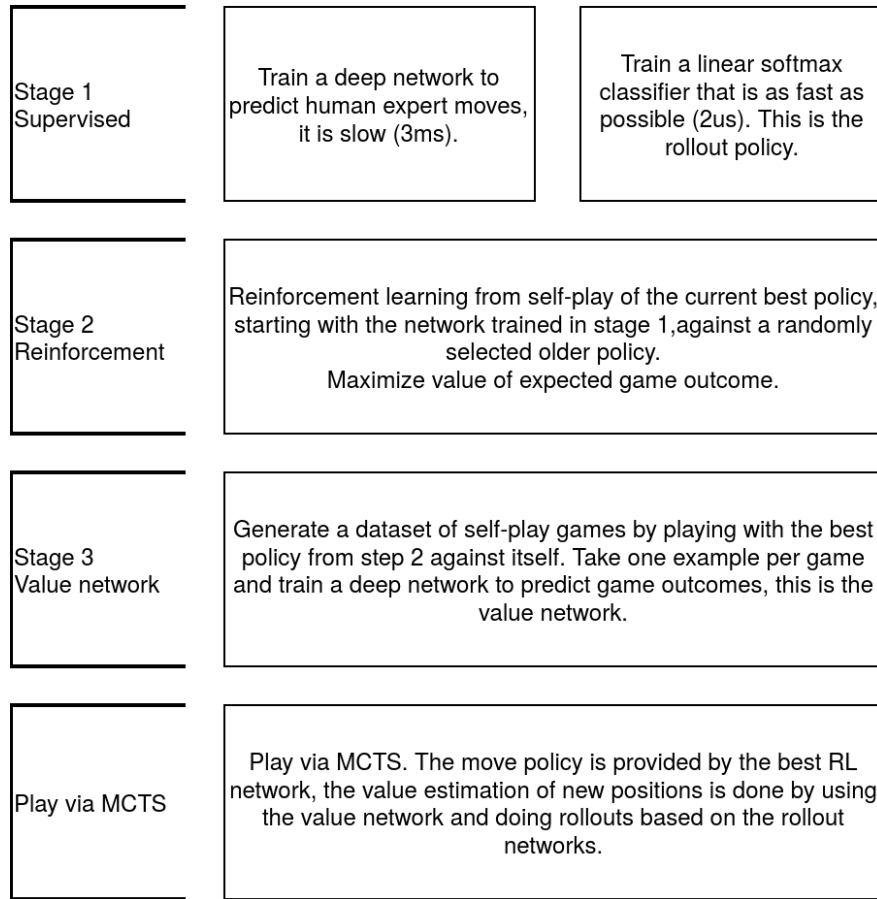 Stage 1
Supervised
Train a deep network to
predict human expert moves,
it is slow (3ms).
Train a linear softmax
classifier that is as fast as
possible (2us). This is the
rollout policy.
Stage 2
Reinforcement
Reinforcement learning from self-play of the current best policy,
starting with the network trained in stage 1,against a randomly
selected older policy.
Maximize value of expected game outcome.
Stage 3
Value network
Generate a dataset of self-play games by playing with the best
policy from step 2 against itself. Take one example per game
and train a deep network to predict game outcomes, this is the
value network.
Play via MCTS
Play via MCTS. The move policy is provided by the best RL
network, the value estimation of new positions is done by using
the value network and doing rollouts based on the rollout
networks.